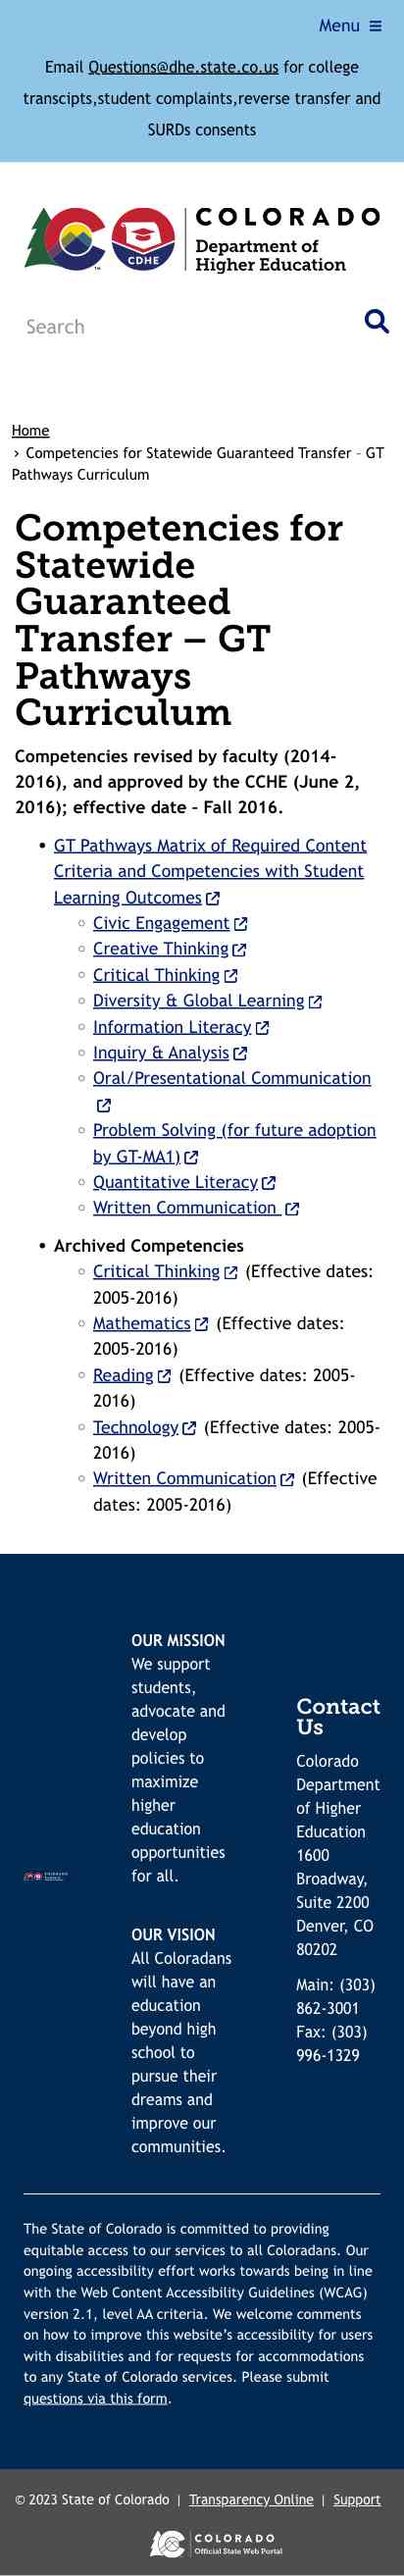 Menu
Email Questions@dhe.state.co.us for college
transcipts,student complaints,reverse transfer and
SURDs consents
CDHE
TM
COLORADO
Department of
Higher Education
Search
Home
› Competencies for Statewide Guaranteed Transfer – GT
Pathways Curriculum
Competencies for
Statewide
Guaranteed
Transfer – GT
Pathways
Curriculum
Competencies revised by faculty (2014-
2016), and approved by the CCHE (June 2,
2016); effective date – Fall 2016.
GT Pathways Matrix of Required Content
Criteria and Competencies with Student
Learning Outcomes
Civic Engagement
Creative Thinking
Critical Thinking
Diversity & Global Learning
Information Literacy
Inquiry & Analysis
Oral/Presentational Communication
Problem Solving (for future adoption
by GT-MA1)
Quantitative Literacy
Written Communication
Archived Competencies
Critical Thinking (Effective dates:
2005-2016)
Mathematics (Effective dates:
2005-2016)
Reading (Effective dates: 2005-
2016)
Technology (Effective dates: 2005-
2016)
Written Communication (Effective
dates: 2005-2016)
OUR MISSION
We support
students,
advocate and
develop
policies to
maximize
higher
education
opportunities
for all.
OUR VISION
All Coloradans
will have an
education
beyond high
school to
pursue their
dreams and
improve our
communities.
Contact
Us
Colorado
Department
of Higher
Education
1600
Broadway,
Suite 2200
Denver, CO
80202
Main: (303)
862-3001
Fax: (303)
996-1329
The State of Colorado is committed to providing
equitable access to our services to all Coloradans. Our
ongoing accessibility effort works towards being in line
with the Web Content Accessibility Guidelines (WCAG)
version 2.1, level AA criteria. We welcome comments
on how to improve this website’s accessibility for users
with disabilities and for requests for accommodations
to any State of Colorado services. Please submit
questions via this form.
© 2023 State of Colorado | Transparency Online | Support
COLORADO
Official State Web Portal